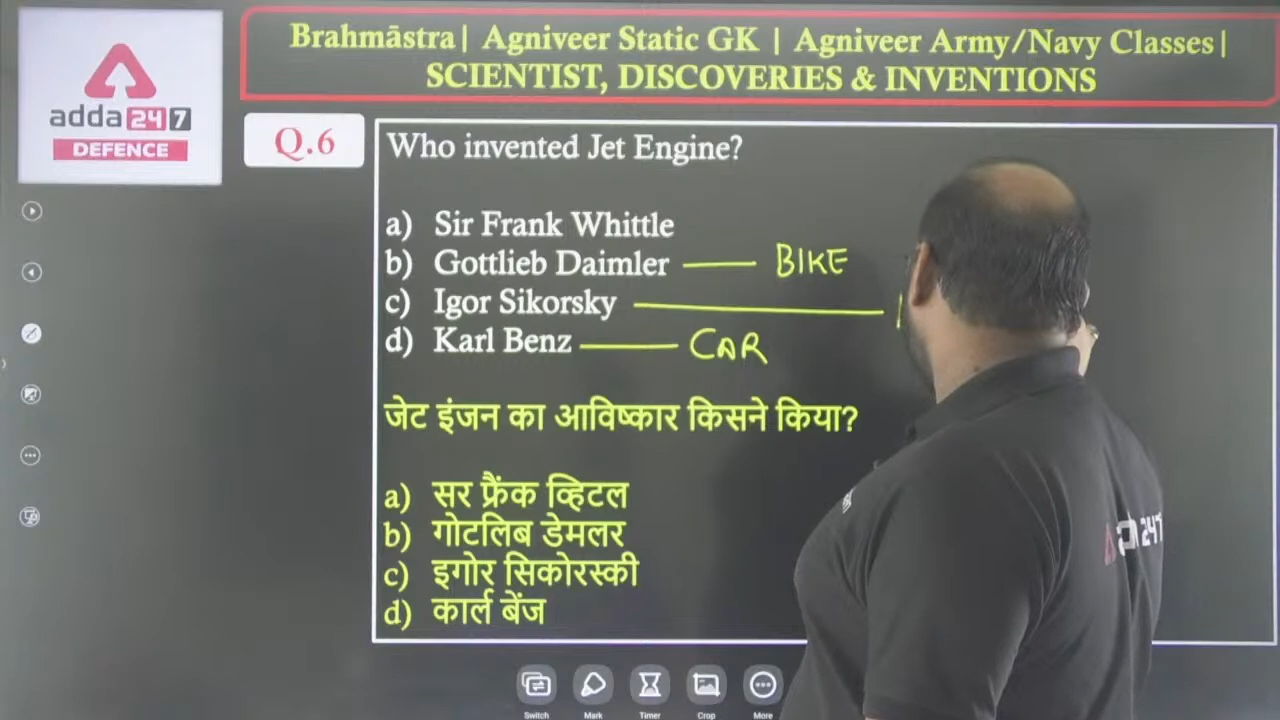 Brahmāstra| Agniveer Static GK | Agniveer Army/Navy Classes|
SCIENTIST, DISCOVERIES & INVENTIONS
adda 247
DEFENCE
Q.6
Who invented Jet Engine?
a) Sir Frank Whittle
b) Gottlieb Daimler —— BIKE
c) Igor Sikorsky ——
d) Karl Benz —— CAR
जेट इंजन का आविष्कार किसने किया?
a) सर फ्रैंक व्हिटल
b) गोटलिब डेमलर
c) इगोर सिकोरस्की
d) कार्ल बेंज
247
Switch Mark Timer Crop More